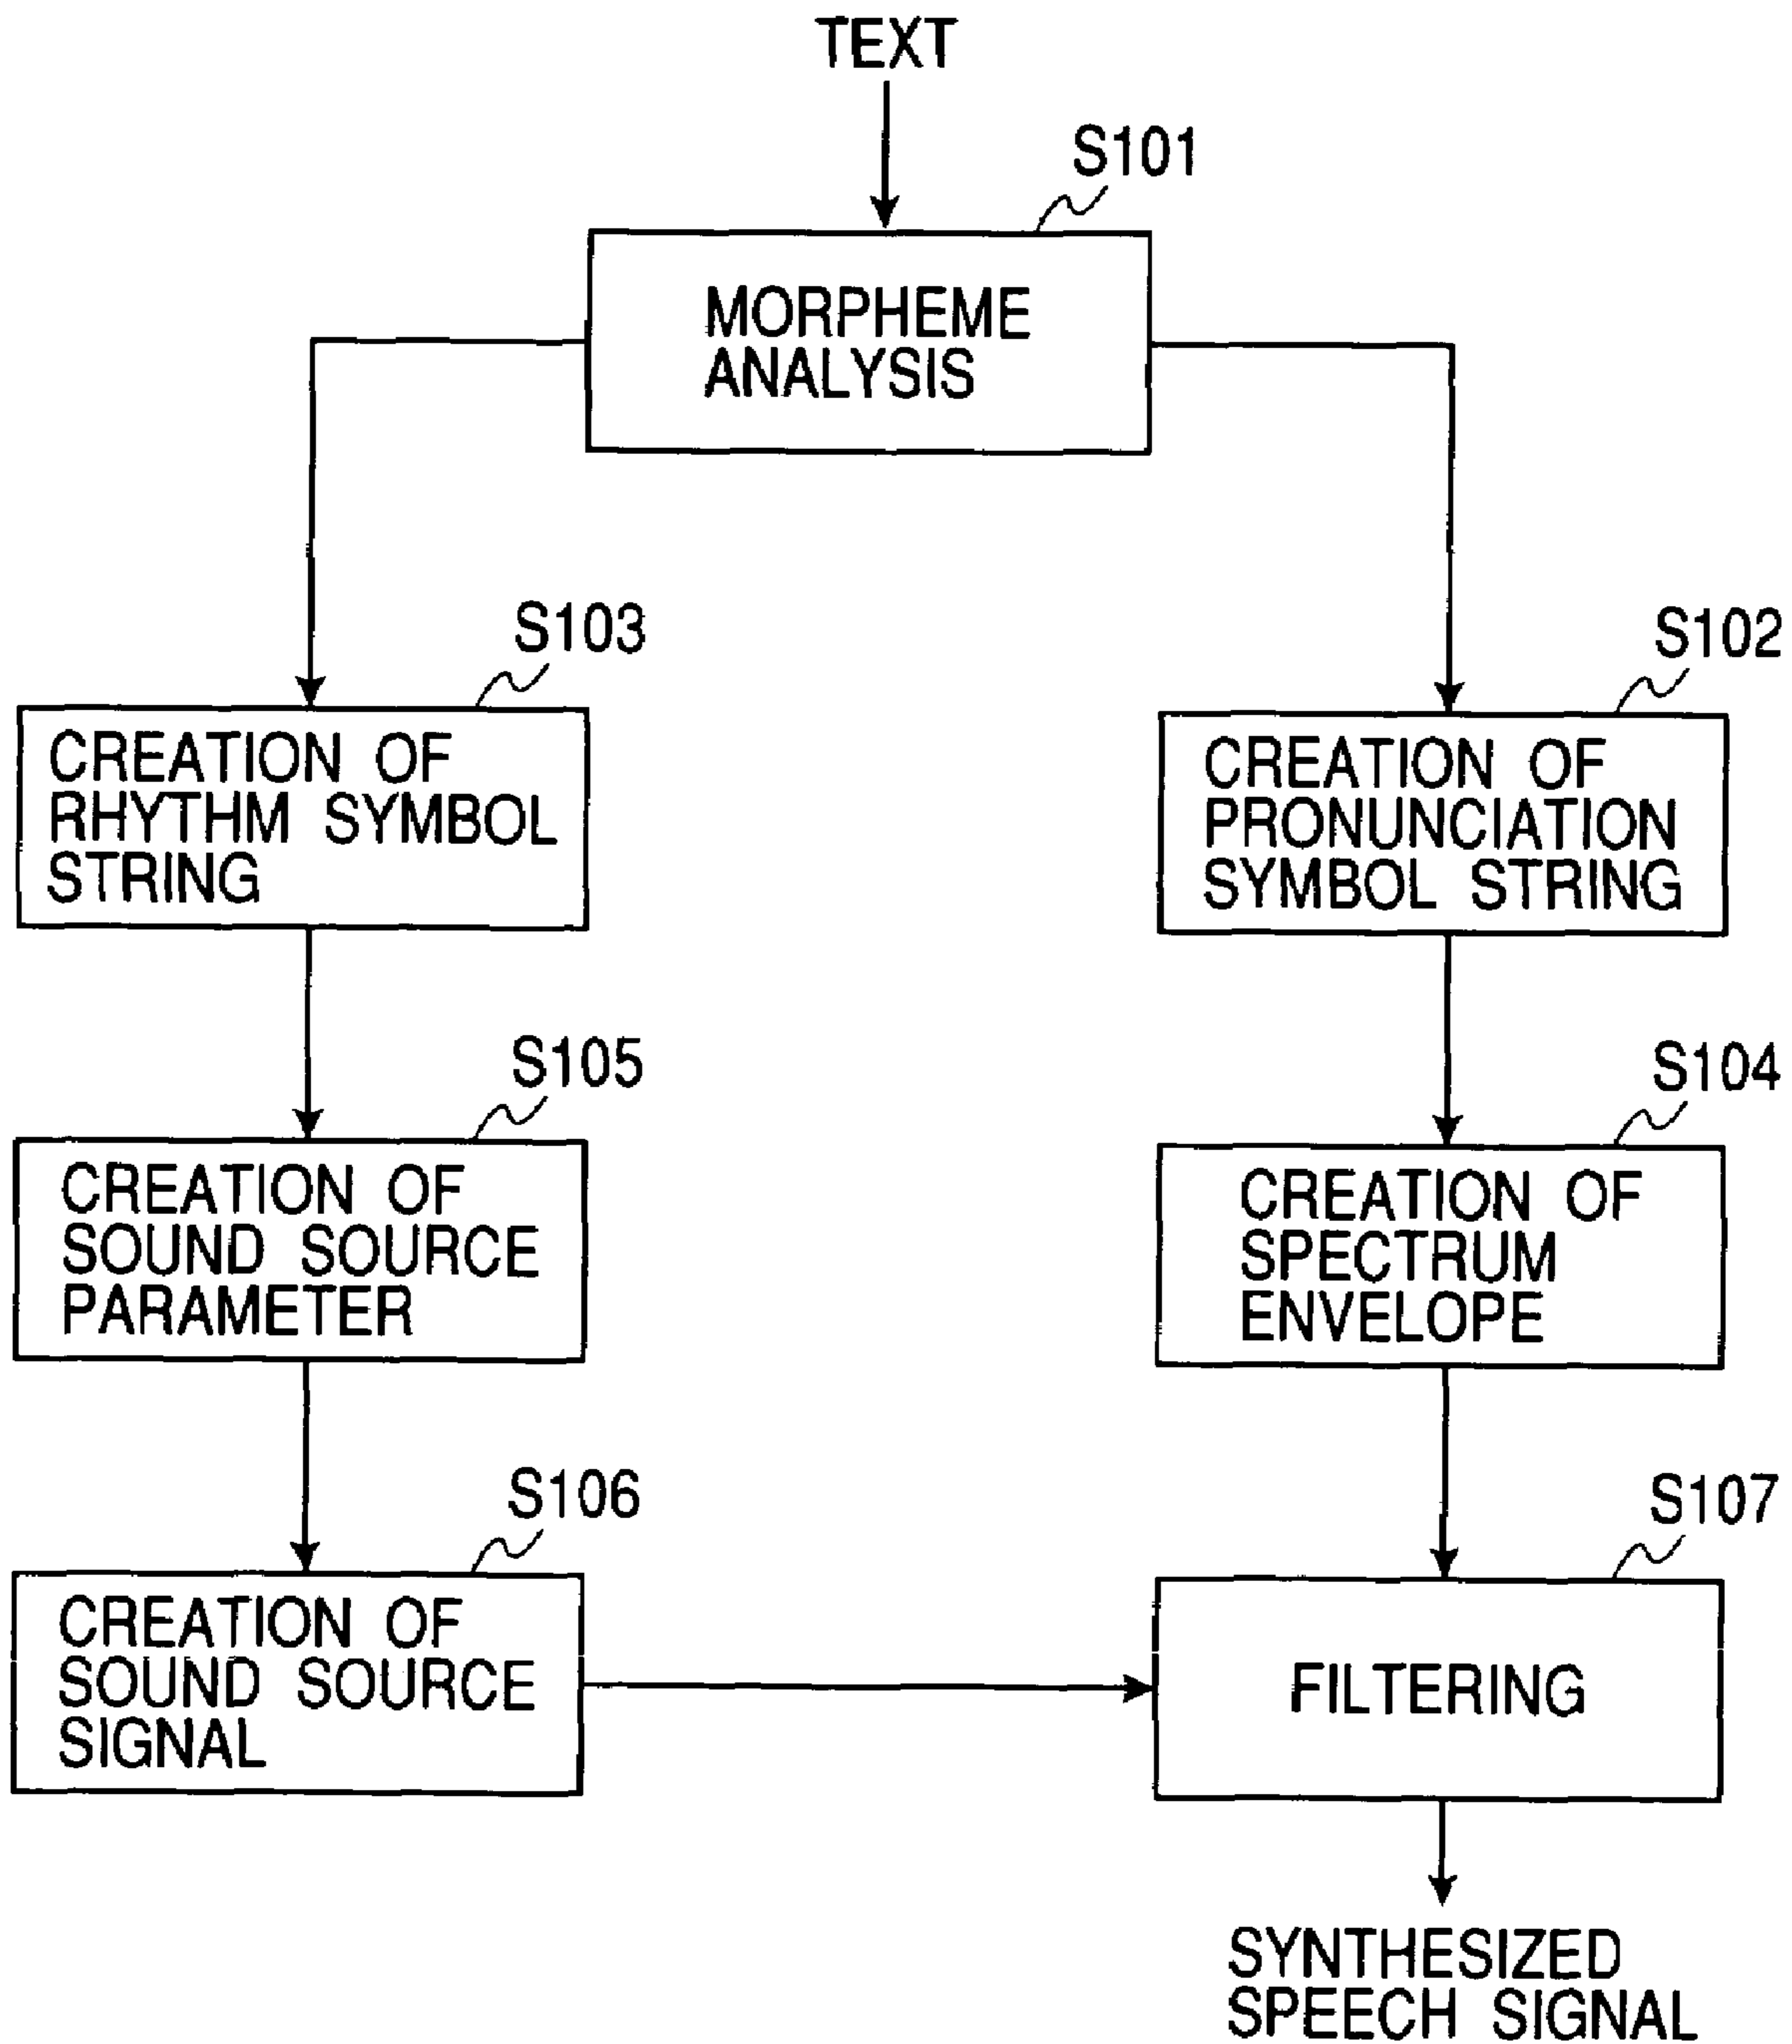 TEXT
S101
MORPHEME
ANALYSIS
S103
CREATION OF
RHYTHM SYMBOL
STRING
S102
CREATION OF
PRONUNCIATION
SYMBOL STRING
S105
CREATION OF
SOUND SOURCE
PARAMETER
S104
CREATION OF
SPECTRUM
ENVELOPE
S106
CREATION OF
SOUND SOURCE
SIGNAL
S107
FILTERING
SYNTHESIZED
SPEECH SIGNAL